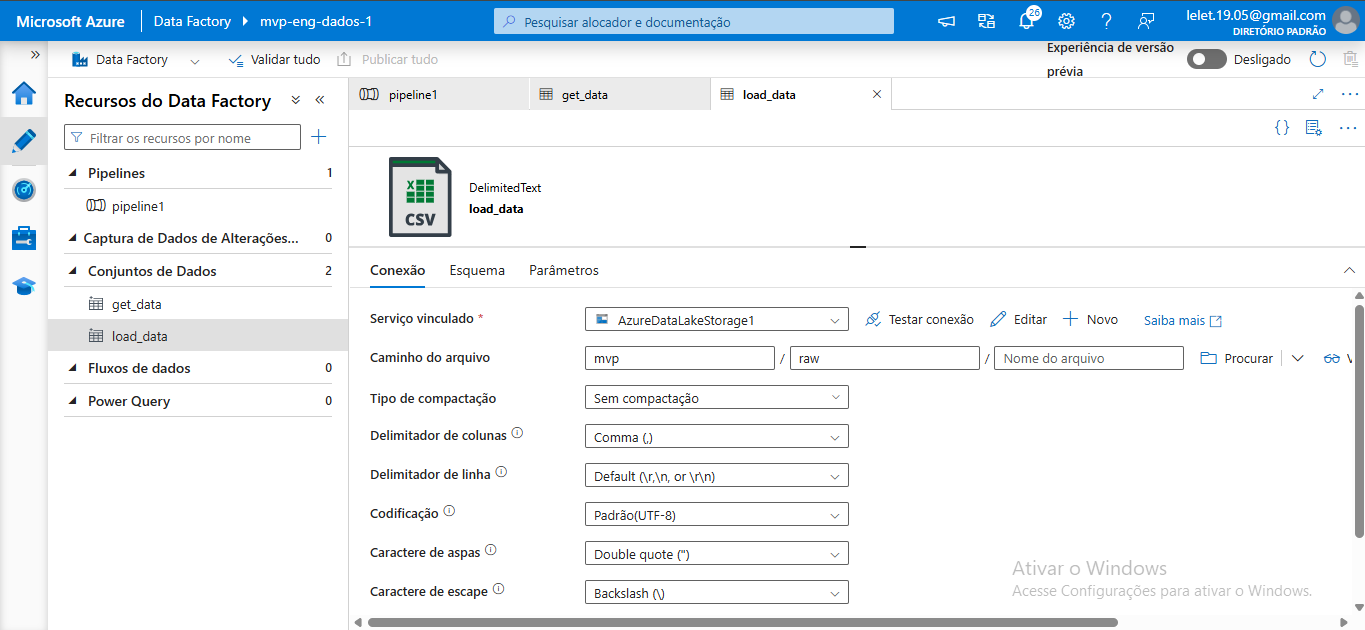 Microsoft Azure Data Factory mvp-eng-dados-1 Pesquisar alocador e documentação 26 lelet.19.05@gmail.com
DIRETÓRIO PADRÃO
Data Factory Validar tudo Publicar tudo Experiência de versão prévia Desligado
Recursos do Data Factory
Filtrar os recursos por nome
Pipelines 1
pipeline1
Captura de Dados de Alterações... 0
Conjuntos de Dados 2
get_data
load_data
Fluxos de dados 0
Power Query 0
pipeline1 get_data load_data
{}
CSV
DelimitedText
load_data
Conexão Esquema Parâmetros
Serviço vinculado * AzureDataLakeStorage1 Testar conexão Editar Novo Saiba mais
Caminho do arquivo mvp / raw / Nome do arquivo Procurar
Tipo de compactação Sem compactação
Delimitador de colunas Comma (,)
Delimitador de linha Default (\r,\n, or \r\n)
Codificação Padrão(UTF-8)
Caractere de aspas Double quote (")
Caractere de escape Backslash (\)
Ativar o Windows
Acesse Configurações para ativar o Windows.